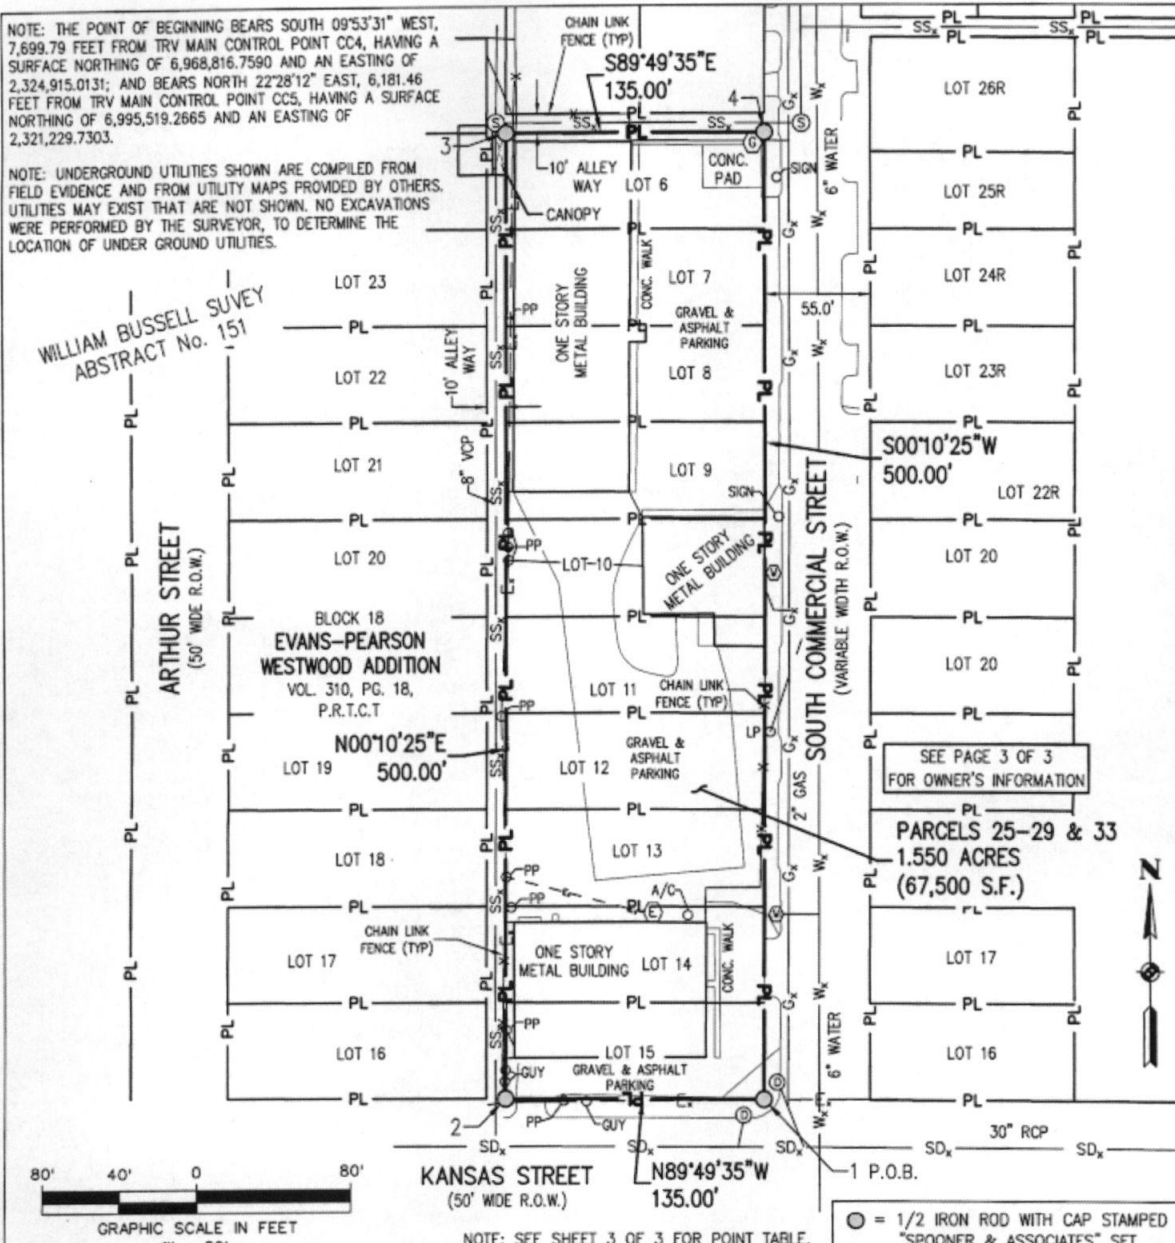 NOTE: THE POINT OF BEGINNING BEARS SOUTH 09°53'31" WEST,
7,699.79 FEET FROM TRV MAIN CONTROL POINT CC4, HAVING A
SURFACE NORTHING OF 6,968,816.7590 AND AN EASTING OF
2,324,915.0131; AND BEARS NORTH 22°28'12" EAST, 6,181.46
FEET FROM TRV MAIN CONTROL POINT CC5, HAVING A SURFACE
NORTHING OF 6,995,519.2665 AND AN EASTING OF
2,321,229.7303.
NOTE: UNDERGROUND UTILITIES SHOWN ARE COMPILED FROM
FIELD EVIDENCE AND FROM UTILITY MAPS PROVIDED BY OTHERS.
UTILITIES MAY EXIST THAT ARE NOT SHOWN. NO EXCAVATIONS
WERE PERFORMED BY THE SURVEYOR, TO DETERMINE THE
LOCATION OF UNDER GROUND UTILITIES.
CHAIN LINK
FENCE (TYP)
S89°49'35"E
135.00'
3
4
10' ALLEY
WAY
CANOPY
CONC.
PAD
SIGN
6" WATER
LOT 6
LOT 26R
LOT 25R
LOT 24R
LOT 23R
LOT 22R
LOT 20
LOT 20
WILLIAM BUSSELL SUVEY
ABSTRACT No. 151
LOT 23
LOT 22
LOT 21
LOT 20
10' ALLEY
WAY
8" VCP
PP
ONE STORY
METAL BUILDING
CONC. WALK
LOT 7
GRAVEL &
ASPHALT
PARKING
LOT 8
LOT 9
55.0'
S00°10'25"W
500.00'
SIGN
PP
LOT 10
ONE STORY
METAL BUILDING
SOUTH COMMERCIAL STREET
(VARIABLE WIDTH R.O.W.)
ARTHUR STREET
(50' WIDE R.O.W.)
BLOCK 18
EVANS-PEARSON
WESTWOOD ADDITION
VOL. 310, PG. 18,
P.R.T.C.T
N00°10'25"E
500.00'
LOT 19
LOT 18
LOT 17
LOT 16
PP
LOT 11
CHAIN LINK
FENCE (TYP)
LP
GRAVEL &
ASPHALT
PARKING
LOT 12
2" GAS
SEE PAGE 3 OF 3
FOR OWNER'S INFORMATION
PARCELS 25-29 & 33
1.550 ACRES
(67,500 S.F.)
LOT 13
PP
PP
A/C
E
CHAIN LINK
FENCE (TYP)
ONE STORY
METAL BUILDING
LOT 14
CONC. WALK
PP
LOT 15
GRAVEL & ASPHALT
PARKING
GUY
PP
GUY
2
6" WATER
LOT 17
LOT 16
N
30" RCP
1 P.O.B.
KANSAS STREET
(50' WIDE R.O.W.)
N89°49'35"W
135.00'
80' 40' 0 80'
GRAPHIC SCALE IN FEET
NOTE: SEE SHEET 3 OF 3 FOR POINT TABLE.
= 1/2 IRON ROD WITH CAP STAMPED
"SPOONER & ASSOCIATES" SET